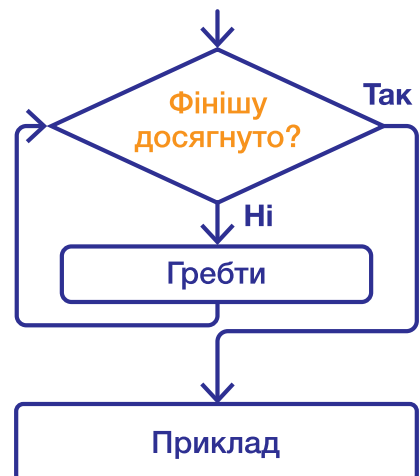 Фінішу
досягнуто?
Так
Ні
Гребти
Приклад